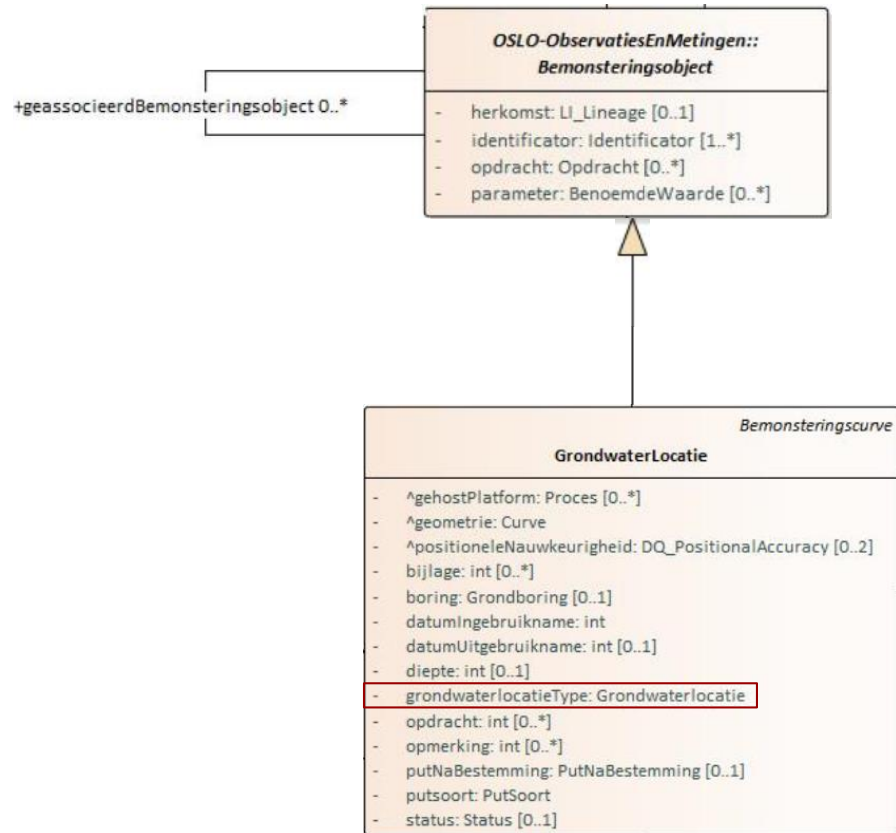 OSLO-ObservatiesEnMetingen::
Bemonsteringsobject
+geassocieerdBemonsteringsobject 0..*
- herkomst: LI_Lineage [0..1]
- identificator: Identificator [1..*]
- opdracht: Opdracht [0..*]
- parameter: BenoemdeWaarde [0..*]
Bemonsteringscurve
GrondwaterLocatie
- ^gehostPlatform: Proces [0..*]
- ^geometrie: Curve
- ^positioneleNauwkeurigheid: DQ_PositionalAccuracy [0..2]
- bijlage: int [0..*]
- boring: Grondboring [0..1]
- datumIngebruikname: int
- datumUitgebruikname: int [0..1]
- diepte: int [0..1]
- grondwaterlocatieType: Grondwaterlocatie
- opdracht: int [0..*]
- opmerking: int [0..*]
- putNaBestemming: PutNaBestemming [0..1]
- putsoort: PutSoort
- status: Status [0..1]